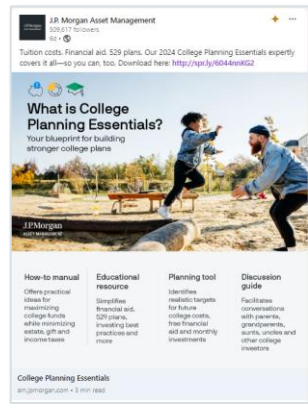 J.P. Morgan Asset Management
509,617 followers
6d •
Tuition costs. Financial aid. 529 plans. Our 2024 College Planning Essentials expertly
covers it all—so you can, too. Download here: http://spr.ly/6044nnKG2
What is College
Planning Essentials?
Your blueprint for building
stronger college plans
J.P.Morgan
ASSET MANAGEMENT
How-to manual
Offers practical
ideas for
maximizing
college funds
while minimizing
estate, gift and
income taxes
Educational
resource
Simplifies
financial aid,
529 plans,
investing best
practices and
more
Planning tool
Identifies
realistic targets
for future
college costs,
free financial
aid and monthly
investments
Discussion
guide
Facilitates
conversations
with parents,
grandparents,
aunts, uncles and
other college
investors
College Planning Essentials
am.jpmorgan.com • 3 min read